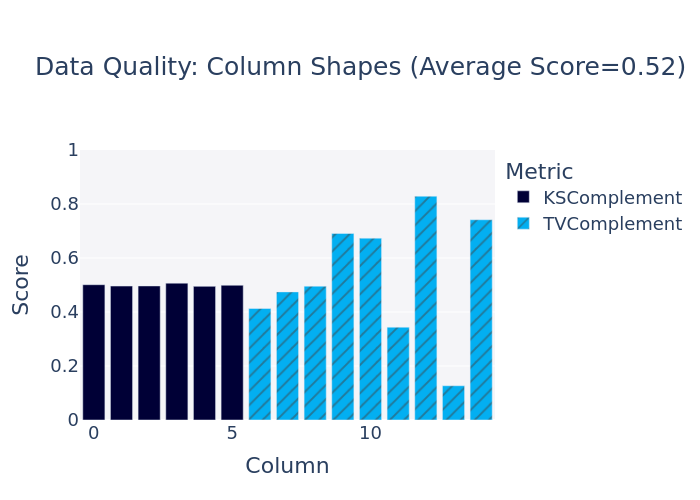 Data Quality: Column Shapes (Average Score=0.52)
1
0.8
0.6
0.4
0.2
0
Score
0 5 10
Column
Metric
KSComplement
TVComplement